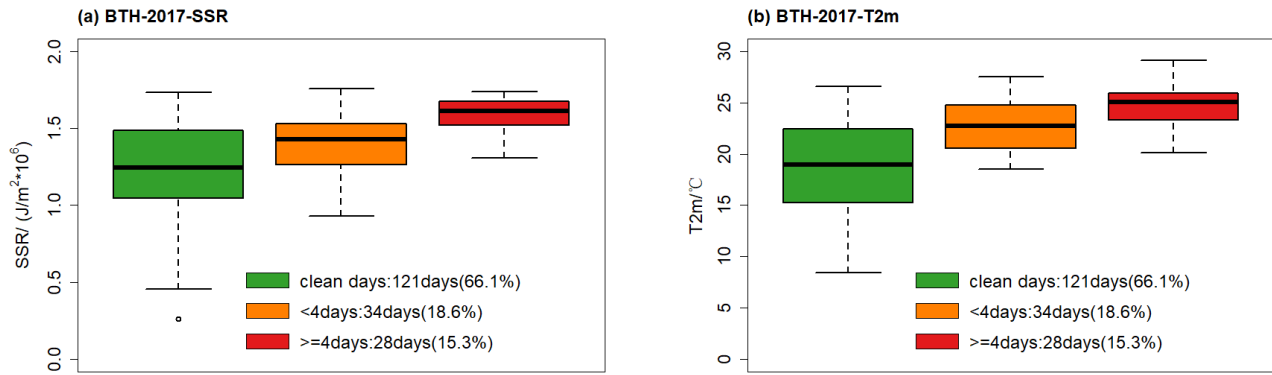 (a) BTH-2017-SSR
SSR/ (J/m²*10⁶)
2.0
1.5
1.0
0.5
0.0
clean days:121days(66.1%)
<4days:34days(18.6%)
>=4days:28days(15.3%)
(b) BTH-2017-T2m
T2m/℃
30
25
20
15
10
5
0
clean days:121days(66.1%)
<4days:34days(18.6%)
>=4days:28days(15.3%)